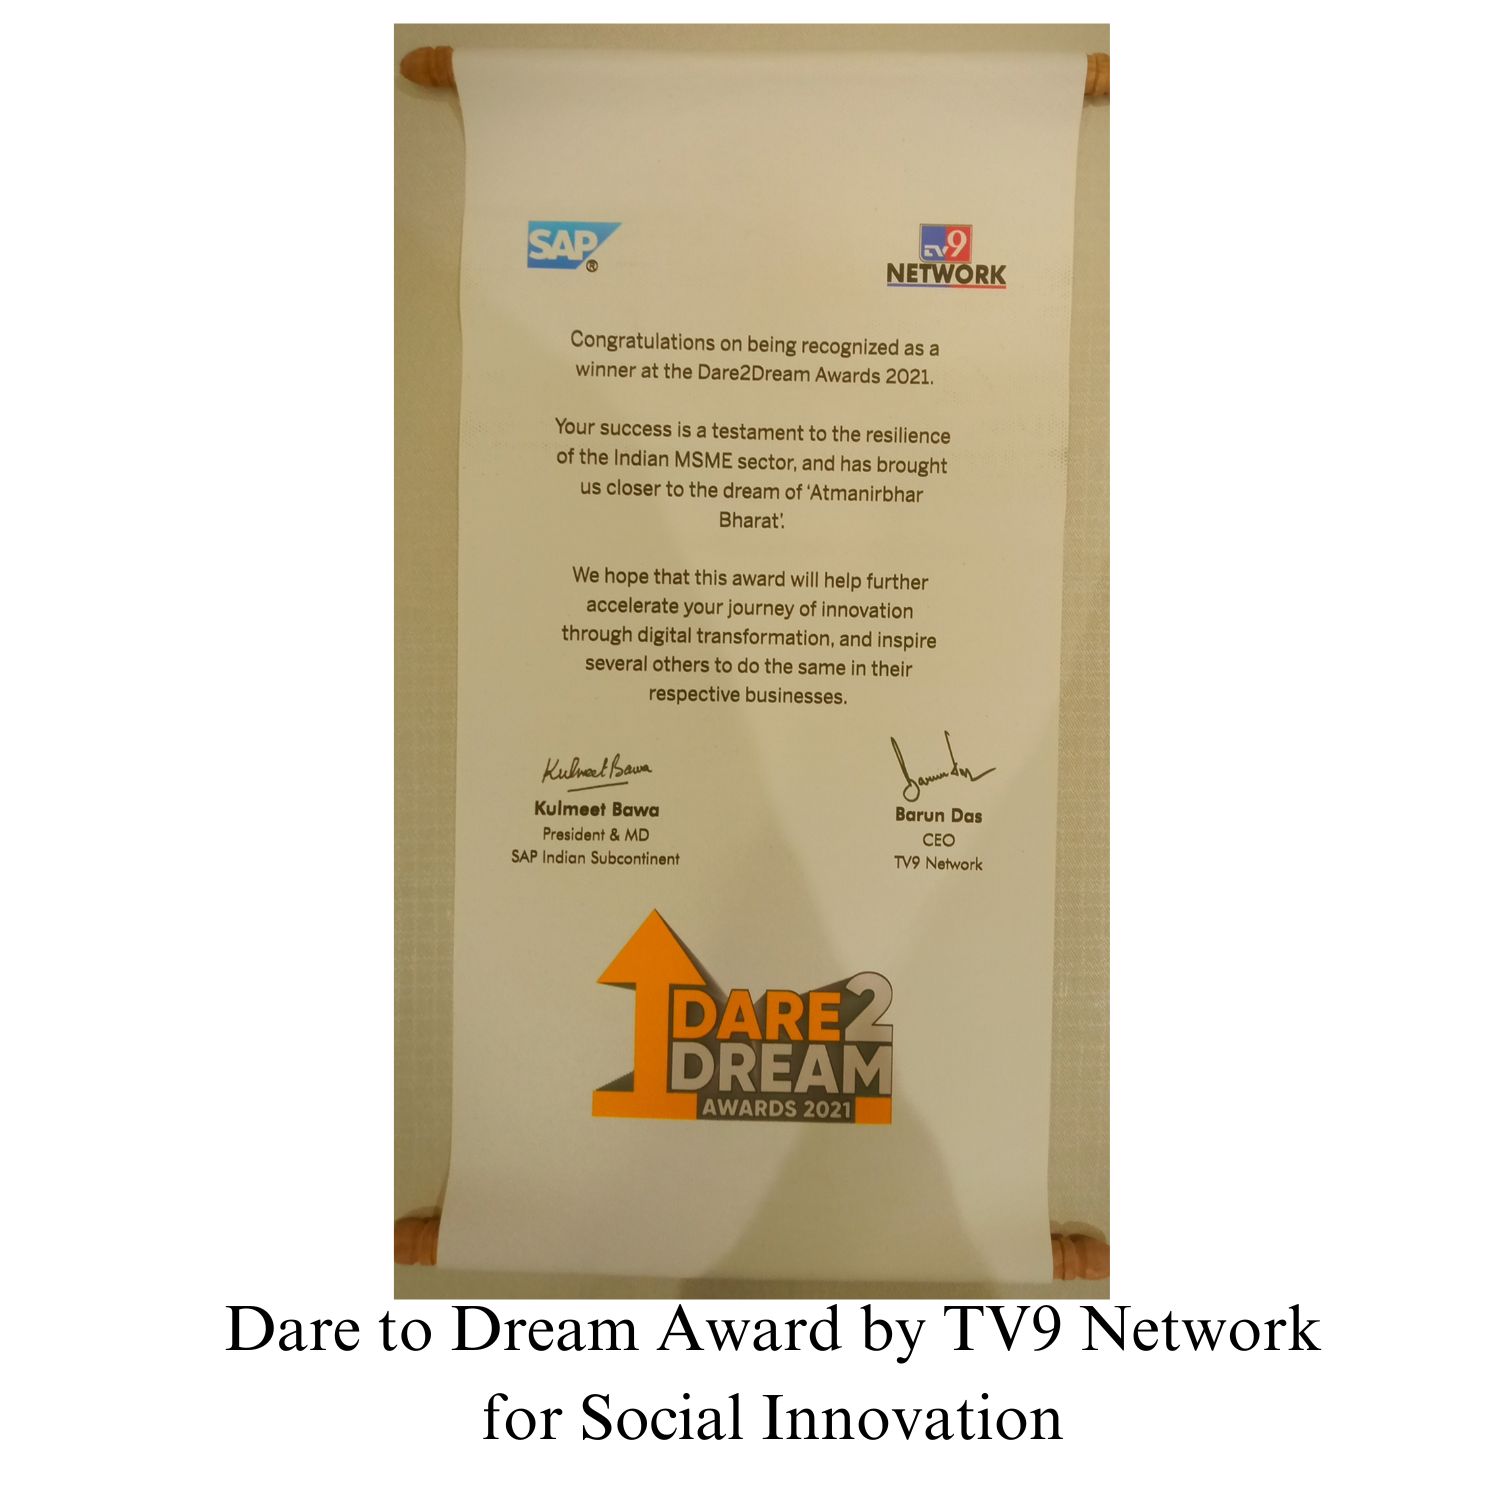 SAP
®
tv9
NETWORK
Congratulations on being recognized as a
winner at the Dare2Dream Awards 2021.
Your success is a testament to the resilience
of the Indian MSME sector, and has brought
us closer to the dream of ‘Atmanirbhar
Bharat’.
We hope that this award will help further
accelerate your journey of innovation
through digital transformation, and inspire
several others to do the same in their
respective businesses.
Kulmeet Bawa
Kulmeet Bawa
President & MD
SAP Indian Subcontinent
Barun Das
Barun Das
CEO
TV9 Network
DARE2
DREAM
AWARDS 2021
Dare to Dream Award by TV9 Network
for Social Innovation